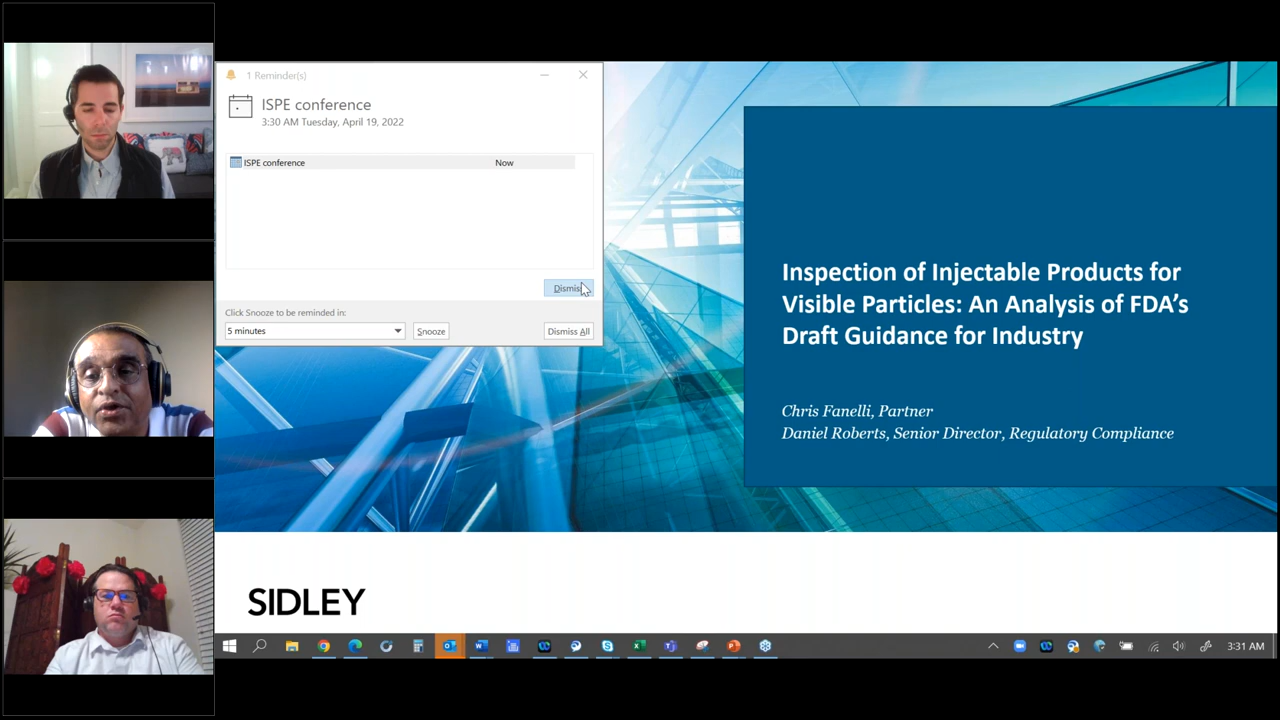 1 Reminder(s)
ISPE conference
3:30 AM Tuesday, April 19, 2022
ISPE conference Now
Dismiss
Click Snooze to be reminded in:
5 minutes Snooze Dismiss All
Inspection of Injectable Products for
Visible Particles: An Analysis of FDA’s
Draft Guidance for Industry
Chris Fanelli, Partner
Daniel Roberts, Senior Director, Regulatory Compliance
SIDLEY
3:31 AM